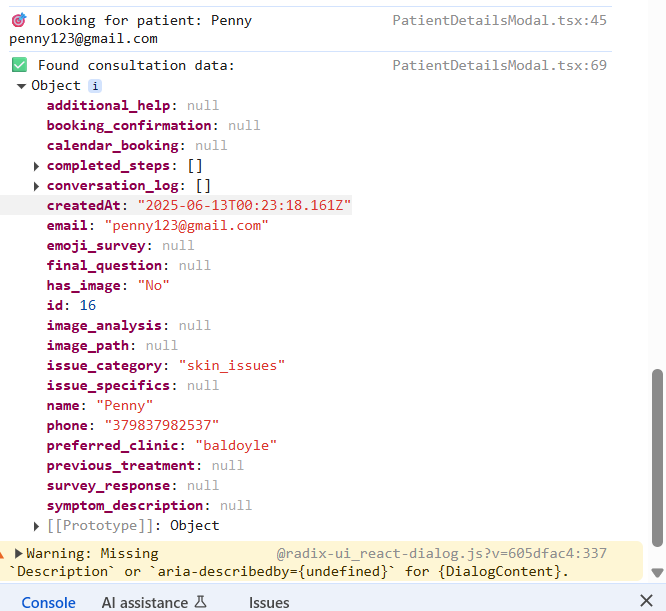 🎯 Looking for patient: Penny PatientDetailsModal.tsx:45
penny123@gmail.com
✅ Found consultation data: PatientDetailsModal.tsx:69
▼ Object i
additional_help: null
booking_confirmation: null
calendar_booking: null
▶ completed_steps: []
▶ conversation_log: []
createdAt: "2025-06-13T00:23:18.161Z"
email: "penny123@gmail.com"
emoji_survey: null
final_question: null
has_image: "No"
id: 16
image_analysis: null
image_path: null
issue_category: "skin_issues"
issue_specifics: null
name: "Penny"
phone: "379837982537"
preferred_clinic: "baldoyle"
previous_treatment: null
survey_response: null
symptom_description: null
▶ [[Prototype]]: Object
▶ Warning: Missing @radix-ui_react-dialog.js?v=605dfac4:337
`Description` or `aria-describedby={undefined}` for {DialogContent}.
Console AI assistance Issues